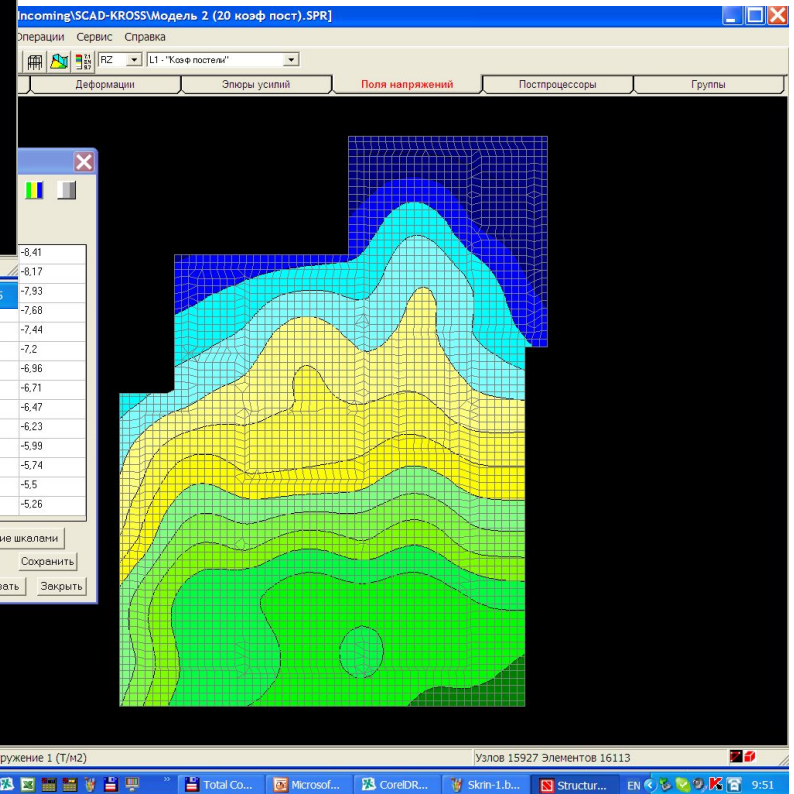 Incoming\SCAD-KROSS\Модель 2 (20 коэф пост).SPR]
Операции Сервис Справка
RZ L1 - "Коэф постели"
Деформации Эпюры усилий Поля напряжений Постпроцессоры Группы
-8,41
-8,17
-7,93
-7,68
-7,44
-7,2
-6,96
-6,71
-6,47
-6,23
-5,99
-5,74
-5,5
-5,26
ие шкалами
Сохранить
вать Закрыть
ружение 1 (Т/м2) Узлов 15927 Элементов 16113
Total Co... Microsof... CorelDR... Skrin-1.b... Structur... EN 9:51